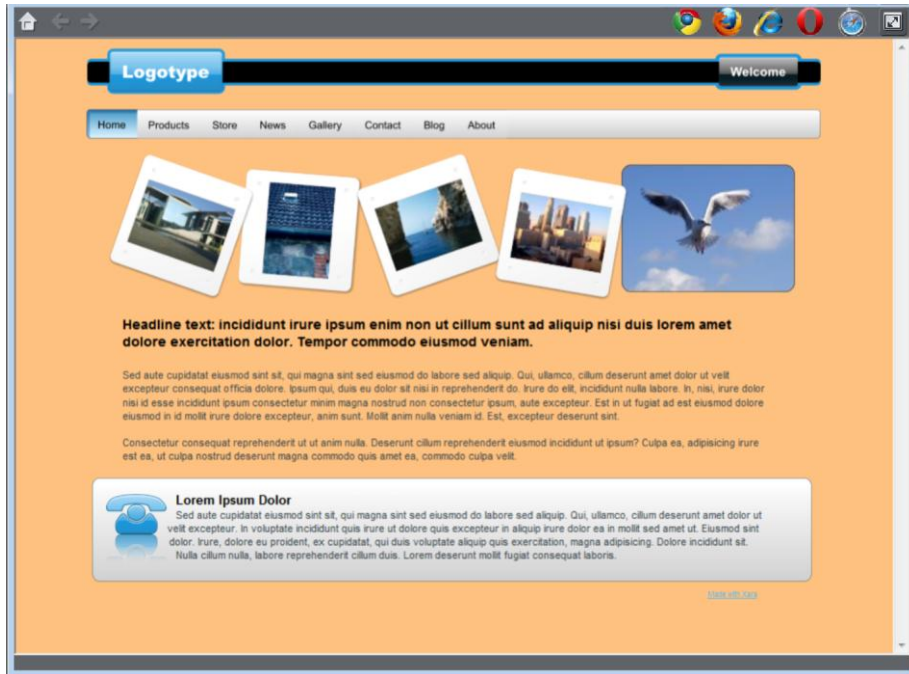 Logotype
Welcome
Home Products Store News Gallery Contact Blog About
Headline text: incididunt irure ipsum enim non ut cillum sunt ad aliquip nisi duis lorem amet
dolore exercitation dolor. Tempor commodo eiusmod veniam.
Sed aute cupidatat eiusmod sint sit, qui magna sint sed eiusmod do labore sed aliquip. Qui, ullamco, cillum deserunt amet dolor ut velit
excepteur consequat officia dolore. Ipsum qui, duis eu dolor sit nisi in reprehenderit do. Irure do elit, incididunt nulla labore. In, nisi, irure dolor
nisi id esse incididunt ipsum consectetur minim magna nostrud non consectetur ipsum, aute excepteur. Est in ut fugiat ad est eiusmod dolore
eiusmod in id mollit irure dolore excepteur, anim sunt. Mollit anim nulla veniam id. Est, excepteur deserunt sint.
Consectetur consequat reprehenderit ut ut anim nulla. Deserunt cillum reprehenderit eiusmod incididunt ut ipsum? Culpa ea, adipisicing irure
est ea, ut culpa nostrud deserunt magna commodo quis amet ea, commodo culpa velit.
Lorem Ipsum Dolor
Sed aute cupidatat eiusmod sint sit, qui magna sint sed eiusmod do labore sed aliquip. Qui, ullamco, cillum deserunt amet dolor ut
velit excepteur. In voluptate incididunt quis irure ut dolore quis excepteur in aliquip irure dolor ea in mollit sed amet ut. Eiusmod sint
dolor. Irure, dolore eu proident, ex cupidatat, qui duis voluptate aliquip quis exercitation, magna adipisicing. Dolore incididunt sit.
Nulla cillum nulla, labore reprehenderit cillum duis. Lorem deserunt mollit fugiat consequat laboris.
Made with Xara